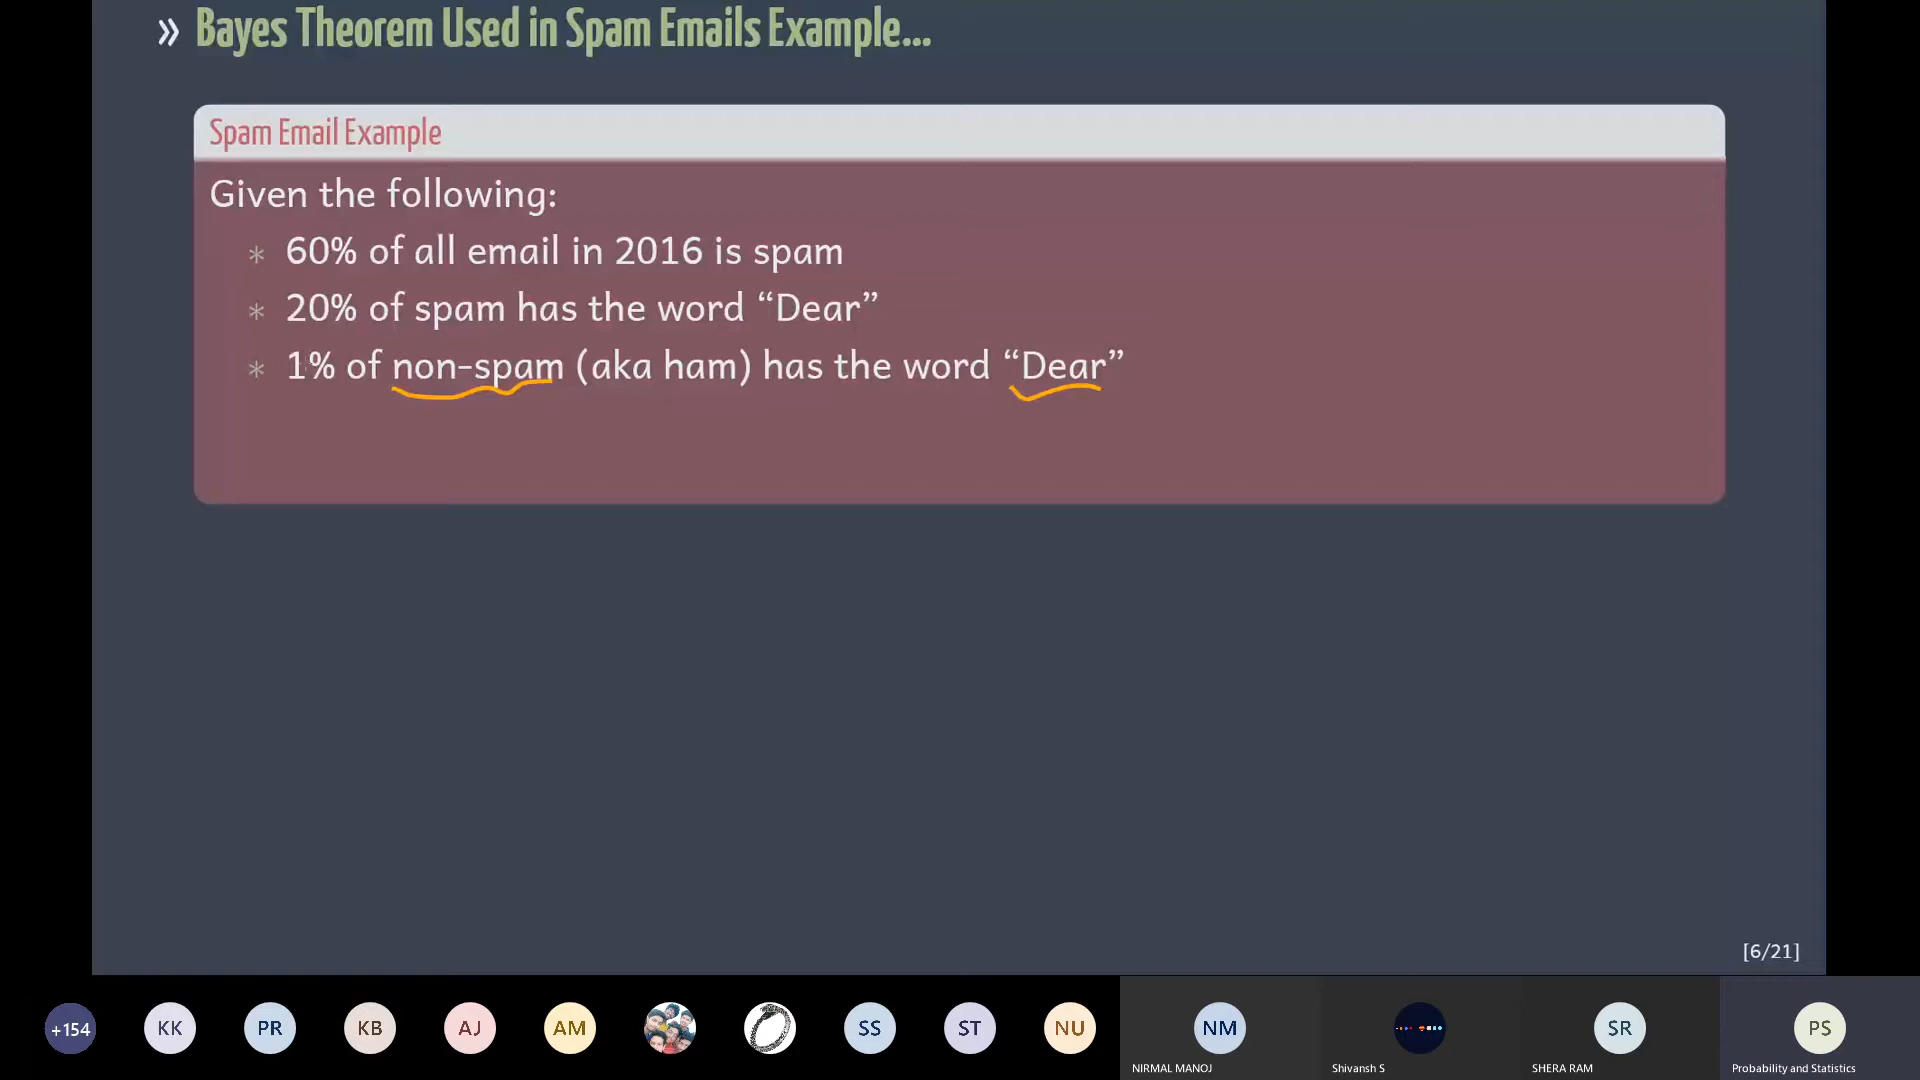 » Bayes Theorem Used in Spam Emails Example...
Spam Email Example
Given the following:
* 60% of all email in 2016 is spam
* 20% of spam has the word “Dear”
* 1% of non-spam (aka ham) has the word “Dear”
[6/21]
+154 KK PR KB AJ AM SS ST NU NM SR PS
NIRMAL MANOJ Shivansh S SHERA RAM Probability and Statistics